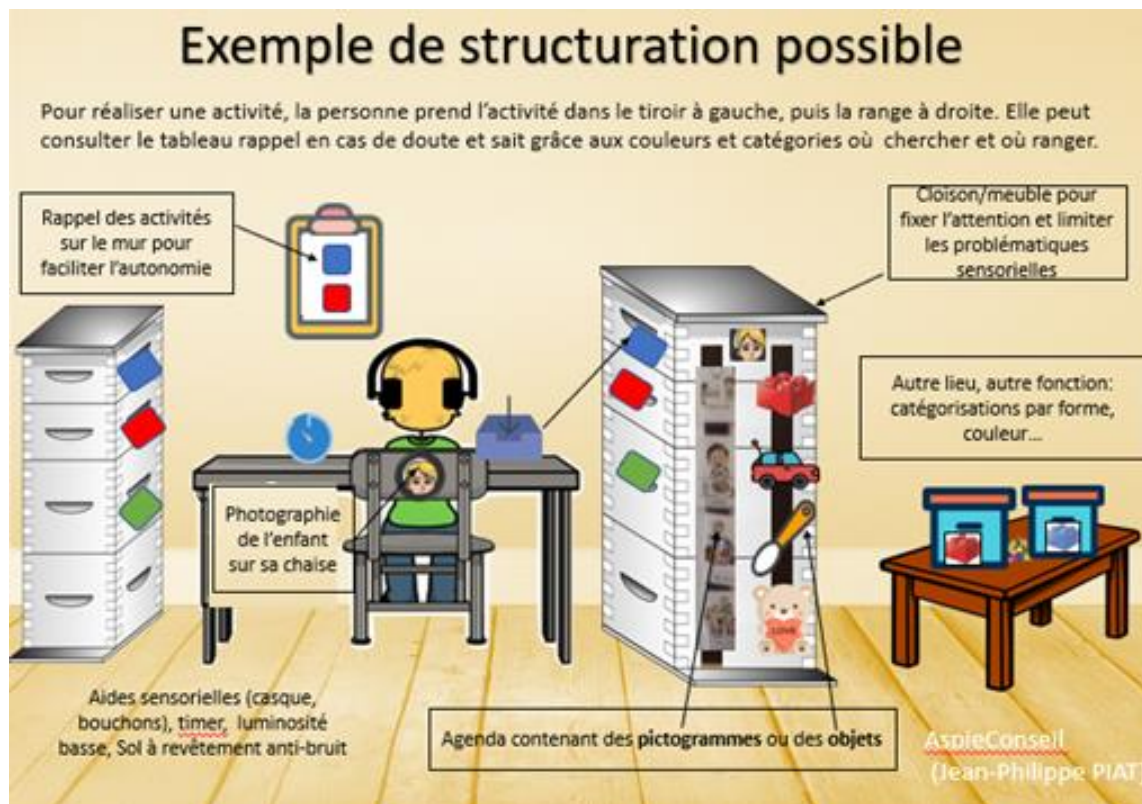 Exemple de structuration possible
Pour réaliser une activité, la personne prend l'activité dans le tiroir à gauche, puis la range à droite. Elle peut
consulter le tableau rappel en cas de doute et sait grâce aux couleurs et catégories où chercher et où ranger.
Rappel des activités
sur le mur pour
faciliter l'autonomie
Cloison/meuble pour
fixer l'attention et limiter
les problématiques
sensorielles
Autre lieu, autre fonction:
catégorisations par forme,
couleur...
Photographie
de l'enfant
sur sa chaise
LOVE
Aides sensorielles (casque,
bouchons), timer, luminosité
basse, Sol à revêtement anti-bruit
Agenda contenant des pictogrammes ou des objets
AspieConseil
(Jean-Philippe PIAT)